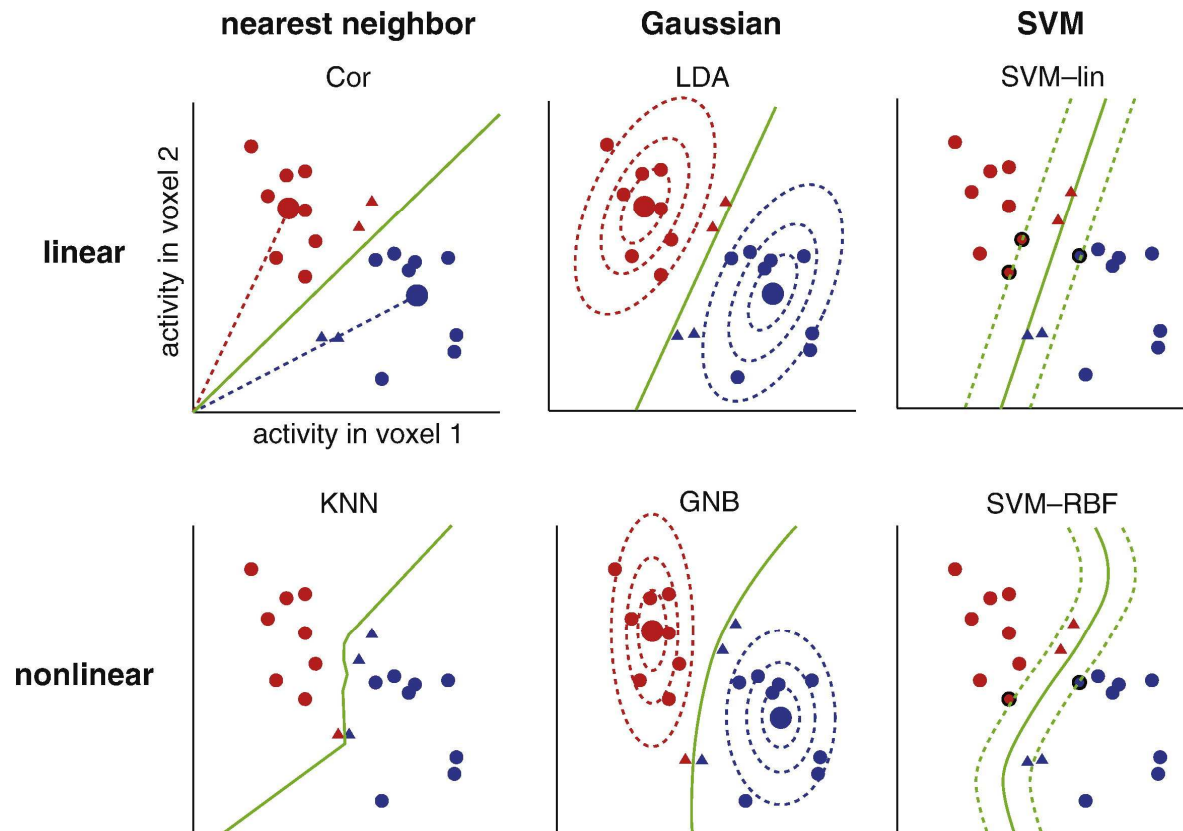 nearest neighbor
Gaussian
SVM
Cor
LDA
SVM–lin
linear
activity in voxel 2
activity in voxel 1
KNN
GNB
SVM–RBF
nonlinear